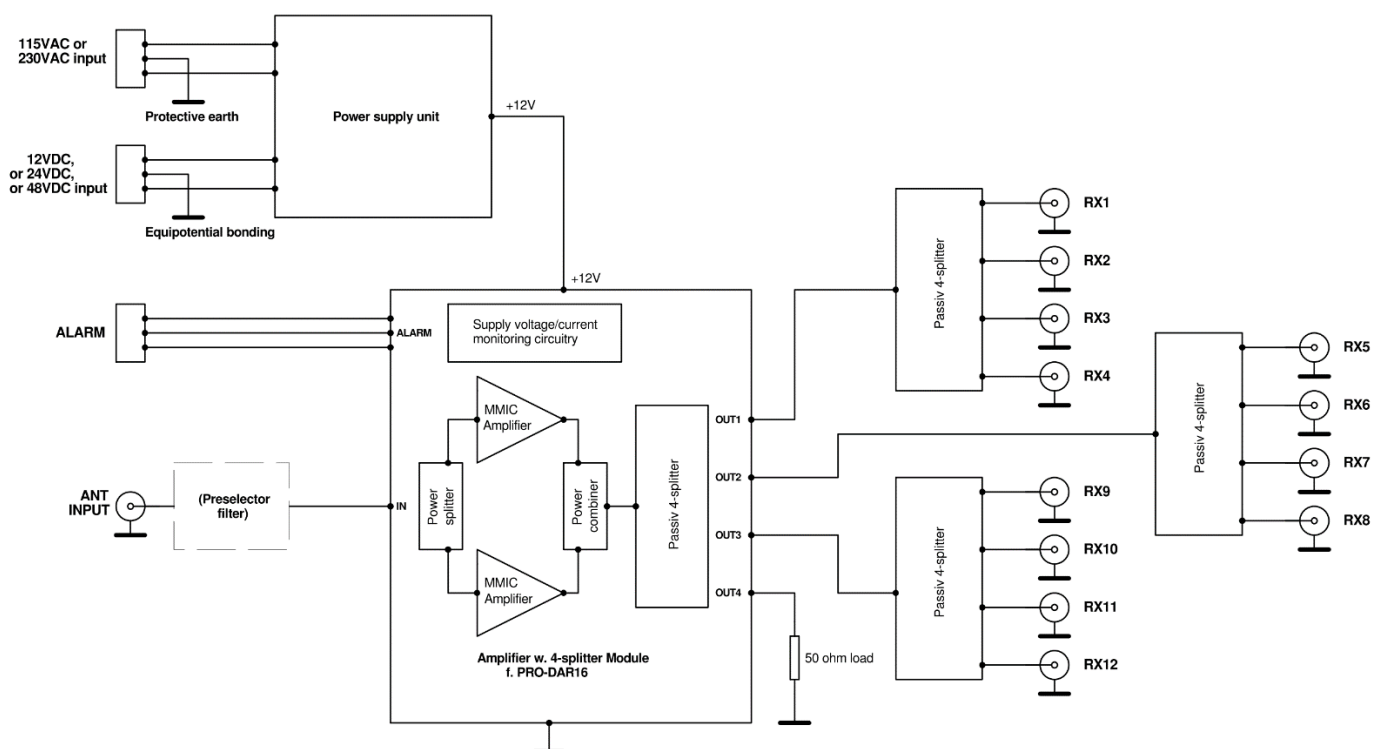 115VAC or
230VAC input
Protective earth
Power supply unit
+12V
12VDC,
or 24VDC,
or 48VDC input
Equipotential bonding
+12V
ALARM
ALARM
Supply voltage/current
monitoring circuitry
ANT
INPUT
(Preselector
filter)
IN
Power
splitter
MMIC
Amplifier
MMIC
Amplifier
Power
combiner
Passiv 4-splitter
OUT1
OUT2
OUT3
OUT4
Amplifier w. 4-splitter Module
f. PRO-DAR16
50 ohm load
Passiv 4-splitter
RX1
RX2
RX3
RX4
Passiv 4-splitter
RX5
RX6
RX7
RX8
Passiv 4-splitter
RX9
RX10
RX11
RX12